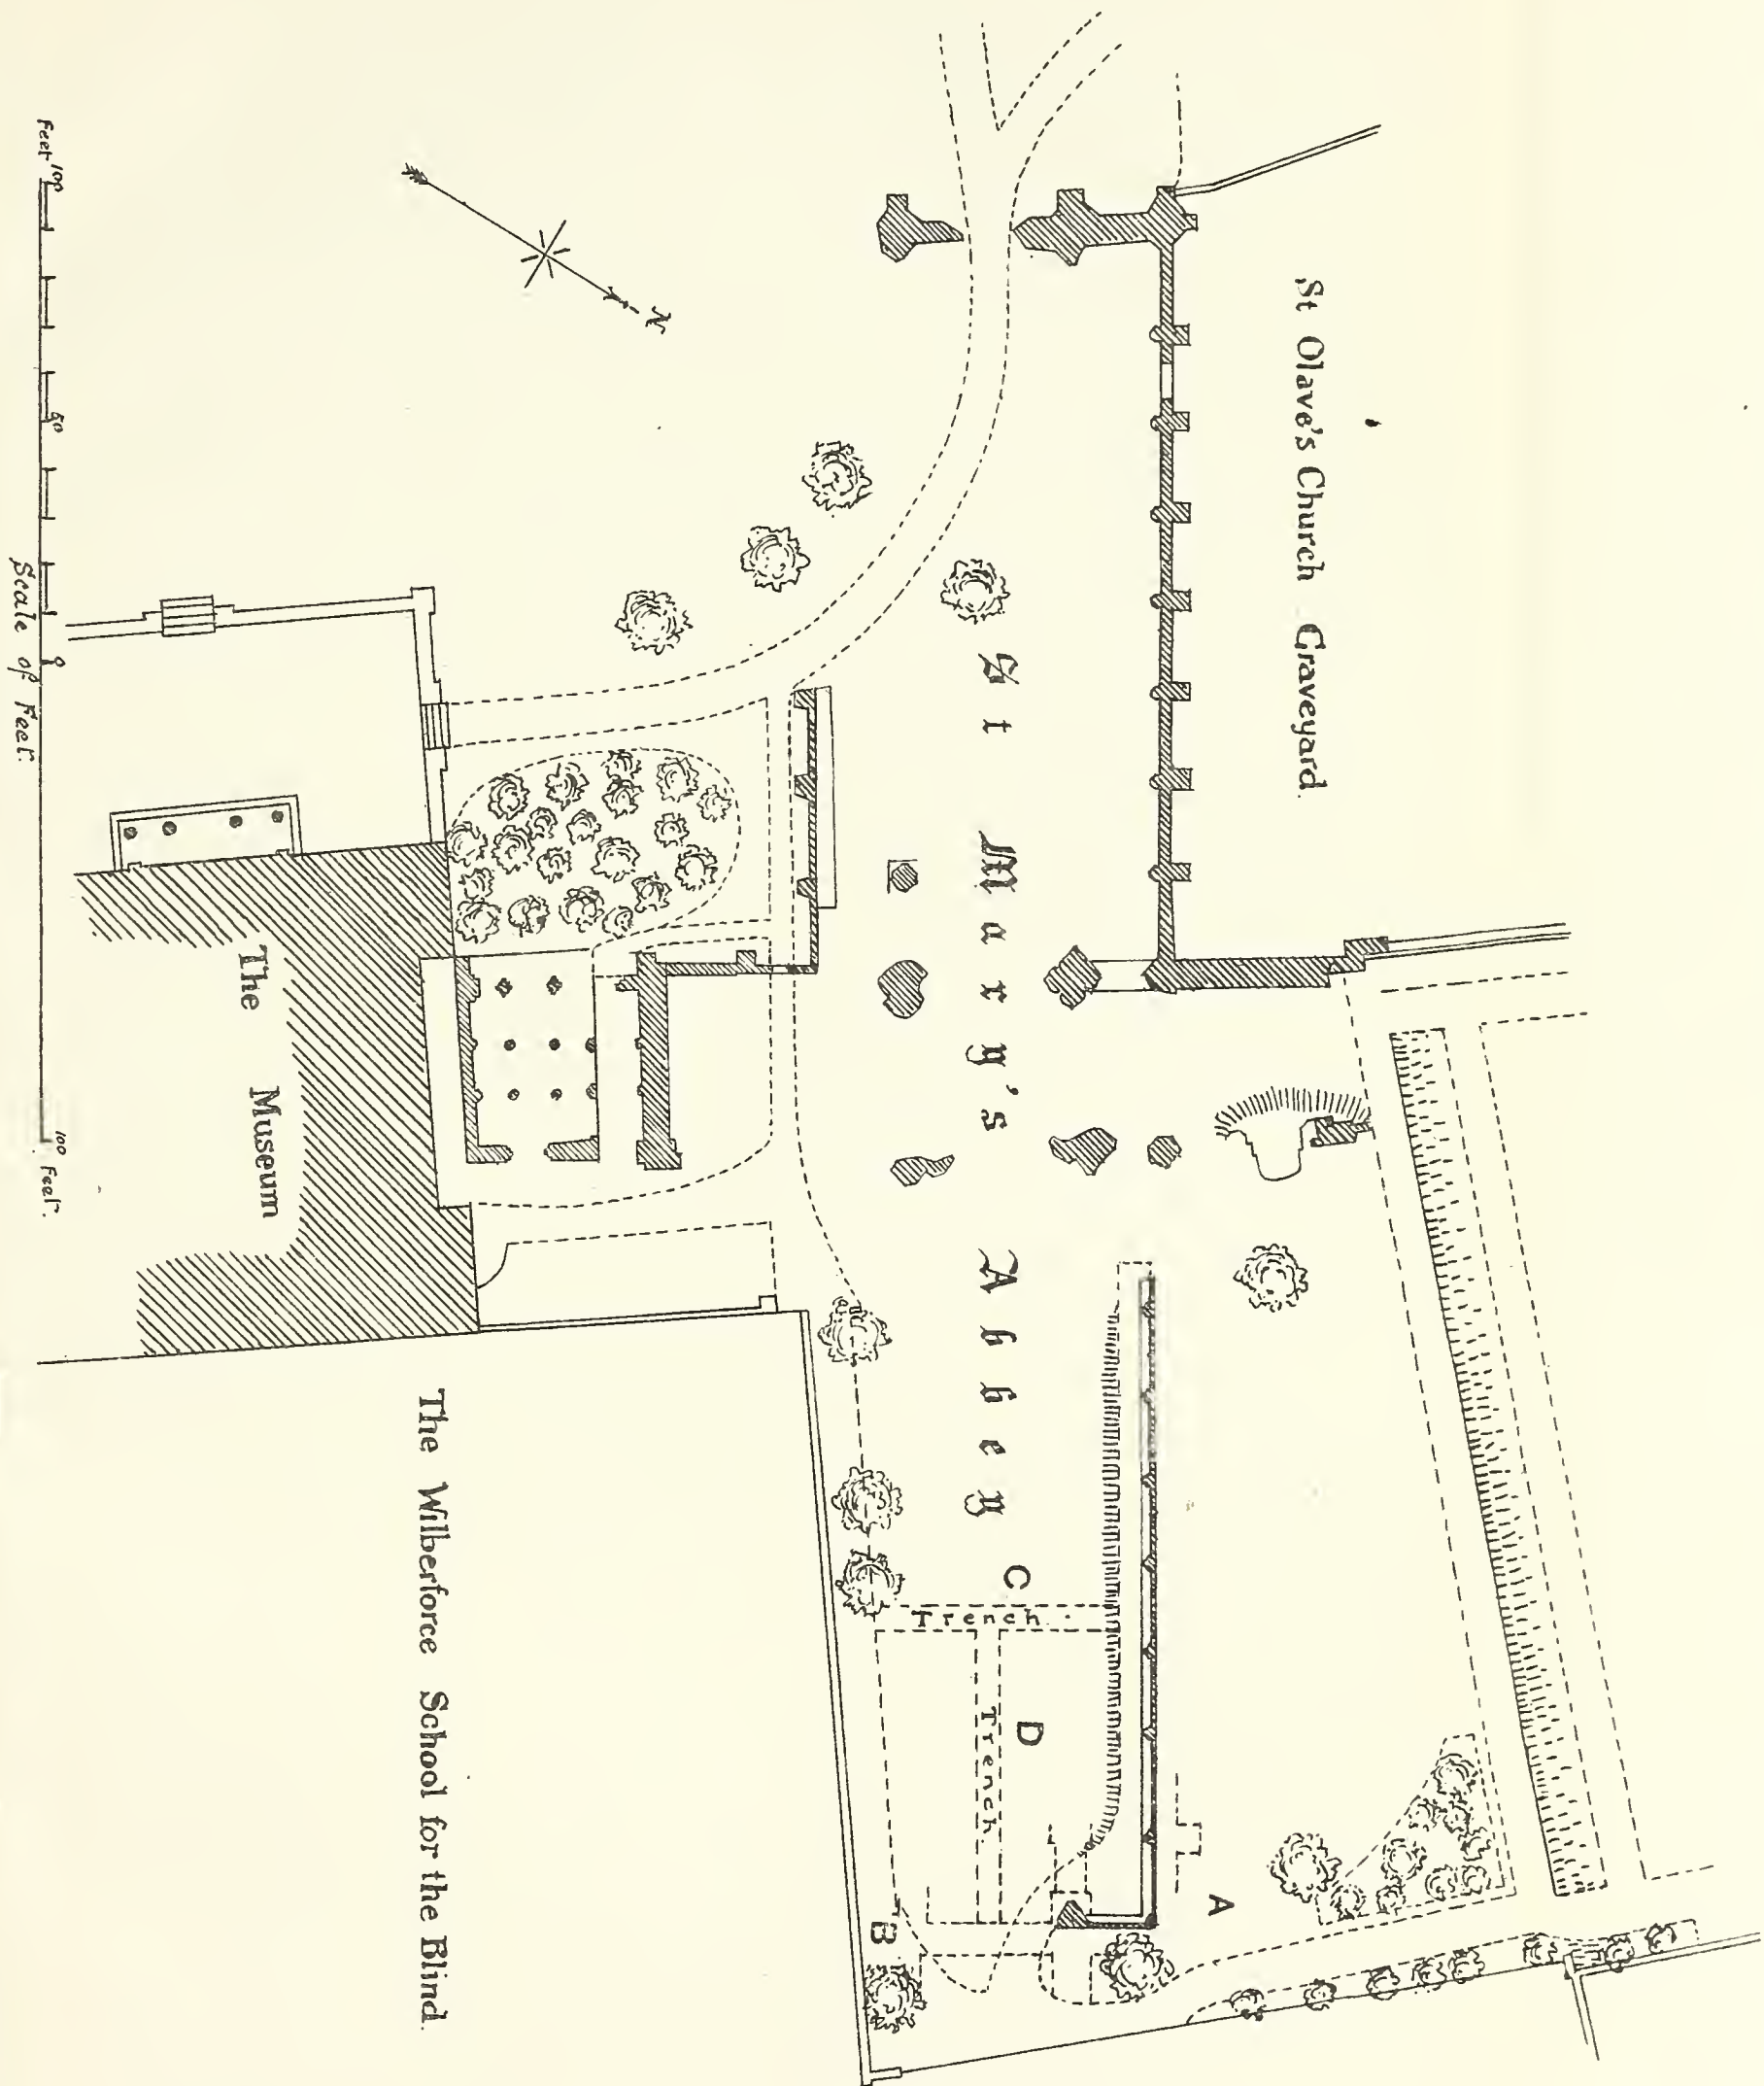 St Olave's Church Graveyard.
N
St Mary's Abbey
A
C
Trench.
D
Trench.
B
The Museum
The Wilberforce School for the Blind.
Feet 100
50
0
100 Feet.
Scale of Feet.